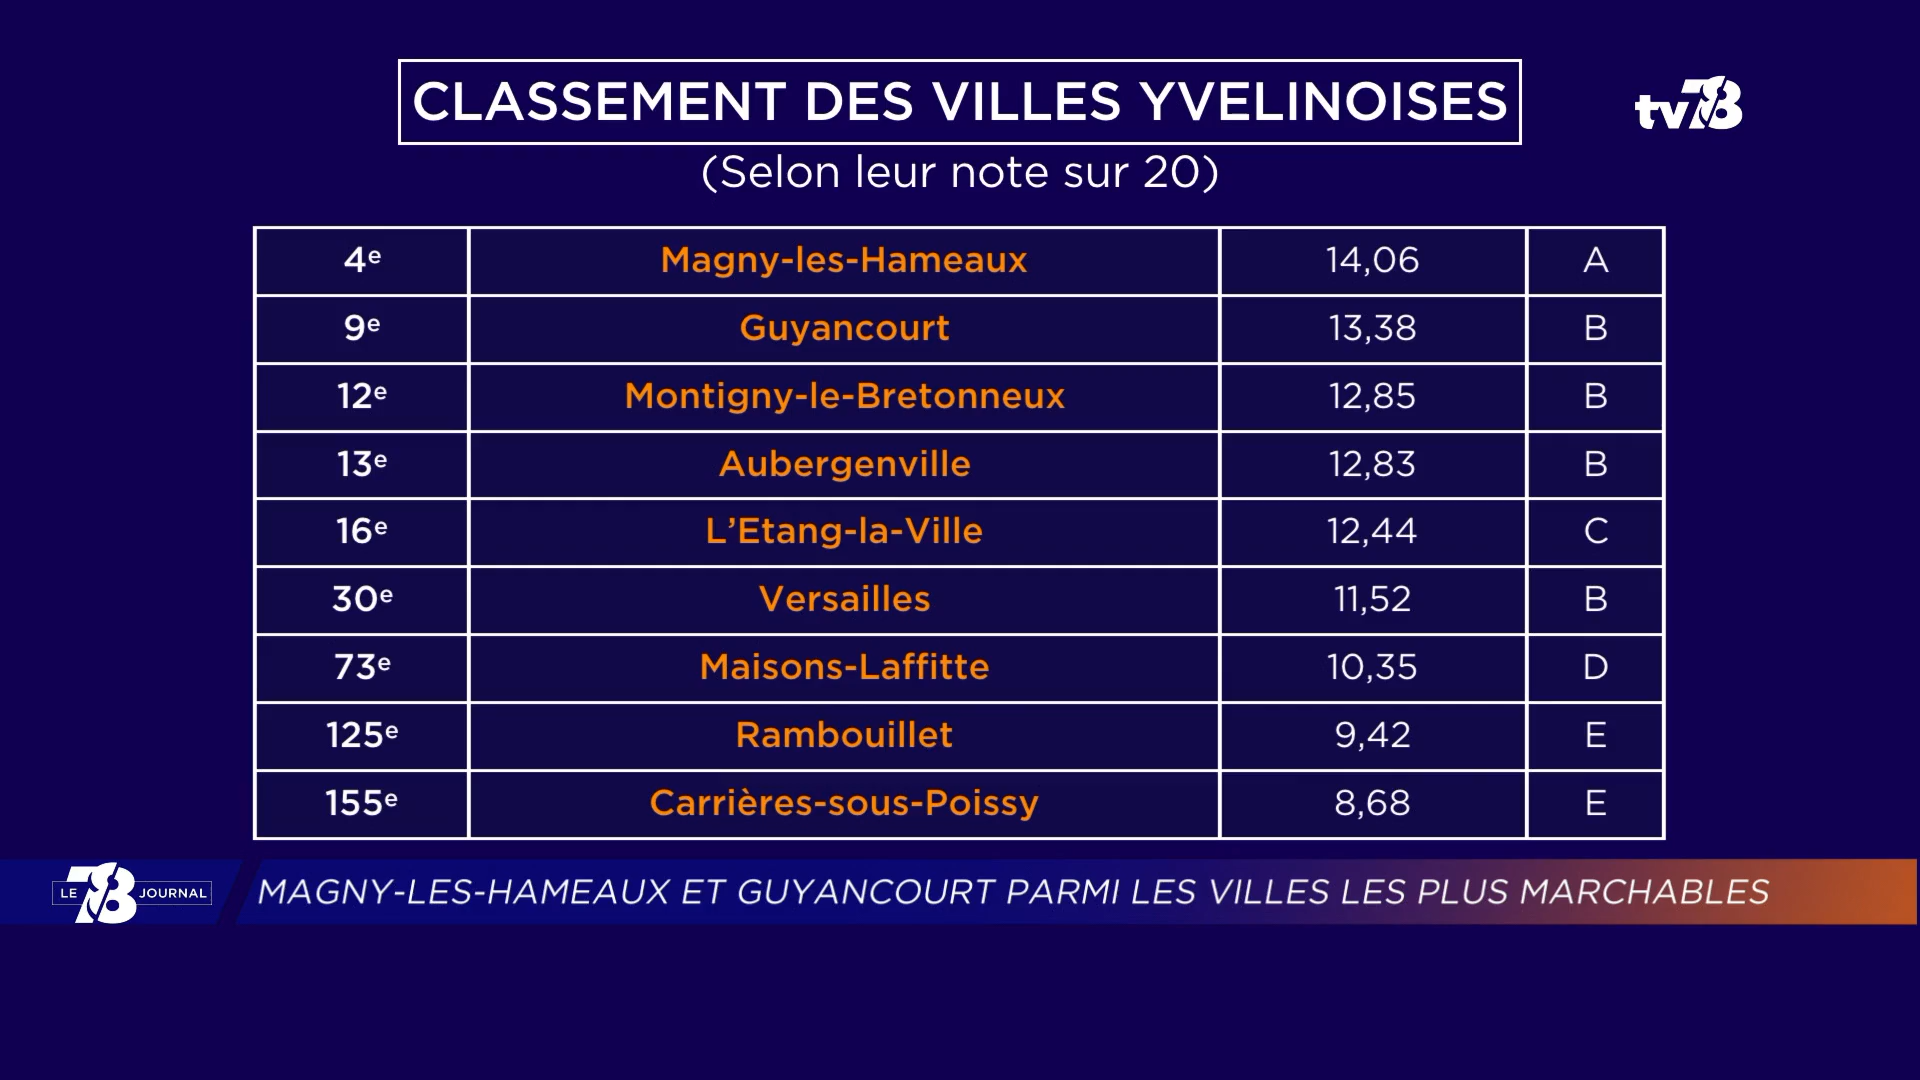 CLASSEMENT DES VILLES YVELINOISES
tv78
(Selon leur note sur 20)
4e Magny-les-Hameaux 14,06 A
9e Guyancourt 13,38 B
12e Montigny-le-Bretonneux 12,85 B
13e Aubergenville 12,83 B
16e L’Etang-la-Ville 12,44 C
30e Versailles 11,52 B
73e Maisons-Laffitte 10,35 D
125e Rambouillet 9,42 E
155e Carrières-sous-Poissy 8,68 E
LE 78 JOURNAL
MAGNY-LES-HAMEAUX ET GUYANCOURT PARMI LES VILLES LES PLUS MARCHABLES